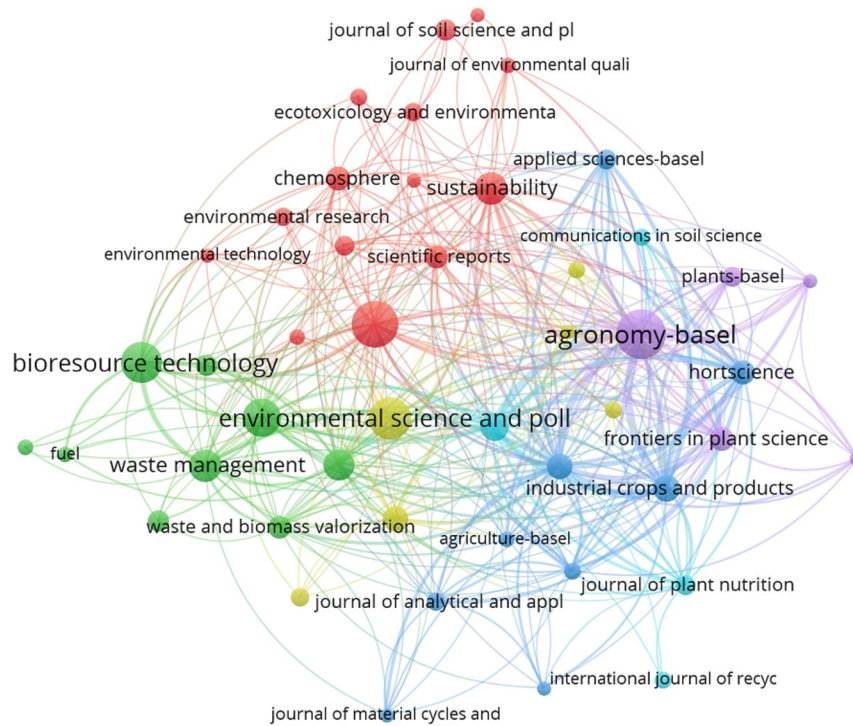 journal of soil science and pl
journal of environmental quali
ecotoxicology and environmenta
applied sciences-basel
chemosphere
sustainability
environmental research
communications in soil science
environmental technology
scientific reports
plants-basel
agronomy-basel
bioresource technology
hortscience
environmental science and poll
frontiers in plant science
fuel
waste management
industrial crops and products
waste and biomass valorization
agriculture-basel
journal of plant nutrition
journal of analytical and appl
international journal of recyc
journal of material cycles and